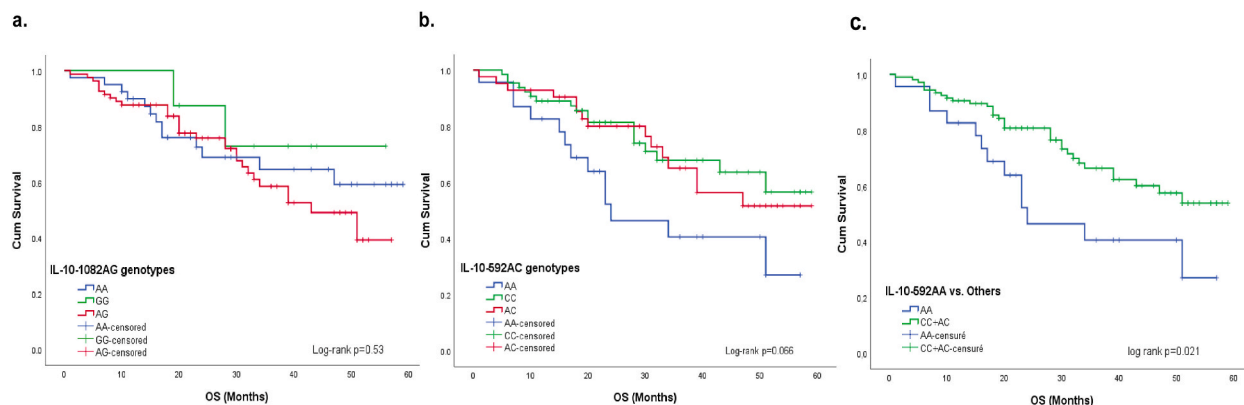 a.
1.0
0.8
0.6
0.4
0.2
0.0
Cum Survival
IL-10-1082AG genotypes
AA
GG
AG
AA-censored
GG-censored
AG-censored
Log-rank p=0.53
0 10 20 30 40 50 60
OS (Months)
b.
1.0
0.8
0.6
0.4
0.2
0.0
Cum Survival
IL-10-592AC genotypes
AA
CC
AC
AA-censored
CC-censored
AC-censored
Log-rank p=0.066
0 10 20 30 40 50 60
OS (Months)
c.
1.0
0.8
0.6
0.4
0.2
0.0
Cum Survival
IL-10-592AA vs. Others
AA
CC+AC
AA-censuré
CC+AC-censuré
log rank p=0.021
0 10 20 30 40 50 60
OS (Months)